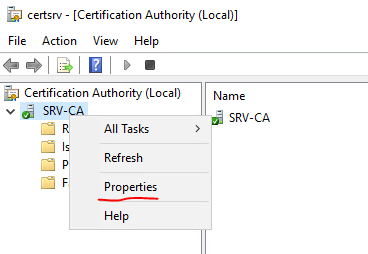 certsrv - [Certification Authority (Local)]
File Action View Help
Certification Authority (Local)
SRV-CA
R
Is
P
F
All Tasks
Refresh
Properties
Help
Name
SRV-CA